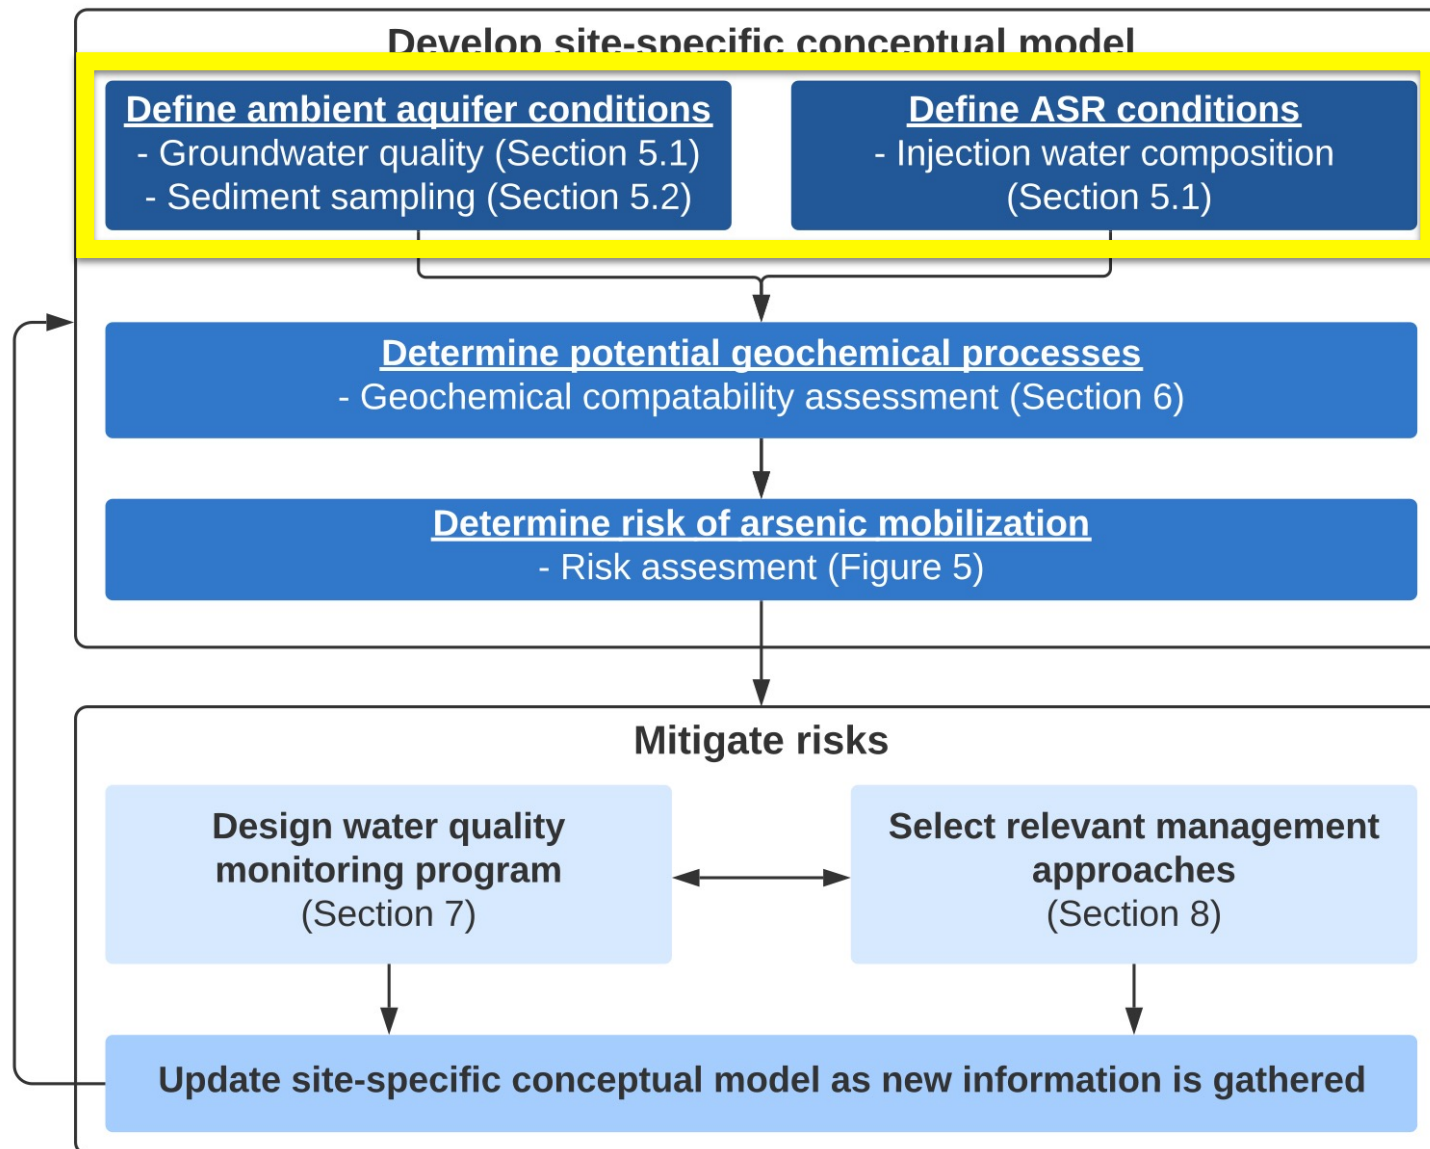 Develop site-specific conceptual model
Define ambient aquifer conditions
- Groundwater quality (Section 5.1)
- Sediment sampling (Section 5.2)
Define ASR conditions
- Injection water composition
(Section 5.1)
Determine potential geochemical processes
- Geochemical compatability assessment (Section 6)
Determine risk of arsenic mobilization
- Risk assesment (Figure 5)
Mitigate risks
Design water quality
monitoring program
(Section 7)
Select relevant management
approaches
(Section 8)
Update site-specific conceptual model as new information is gathered